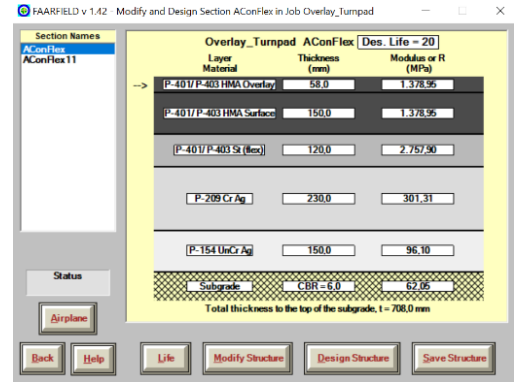 FAARFIELD v 1.42 - Modify and Design Section AConFlex in Job Overlay_Turnpad
Section Names
AConFlex
AConFlex11
Overlay_Turnpad AConFlex Des. Life = 20
Layer Material Thickness (mm) Modulus or R (MPa)
--> P-401/ P-403 HMA Overlay 58,0 1.378,95
P-401/ P-403 HMA Surface 150,0 1.378,95
P-401/ P-403 St (flex) 120,0 2.757,90
P-209 Cr Ag 230,0 301,31
P-154 UnCr Ag 150,0 96,10
Subgrade CBR = 6,0 62,05
Total thickness to the top of the subgrade, t = 708,0 mm
Status
Airplane
Back Help Life Modify Structure Design Structure Save Structure